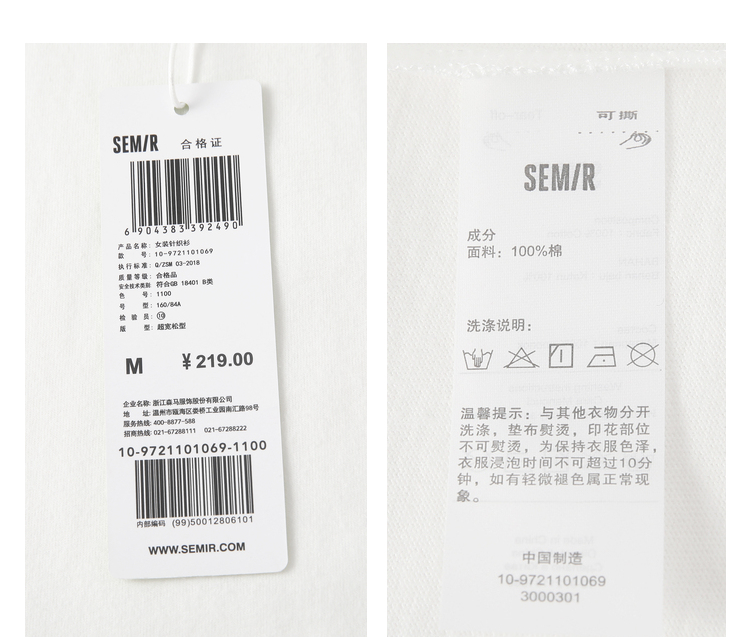 SEMIR 合格证
6 904383 392490
产品名称: 女装针织衫
款 号: 10-9721101069
执行标准: Q/ZSM 03-2018
质量等级: 合格品
安全技术类别 符合GB 18401 B类
色 号: 1100
号 型: 160/84A
检 验 员: 10
版 型: 超宽松型
M ¥219.00
企业名称: 浙江森马服饰股份有限公司
地 址: 温州市瓯海区娄桥工业园南汇路98号
服务热线: 400-8877-588
招商热线: 021-67288111 021-67288222
10-9721101069-1100
内部编码 (99)50012806101
WWW.SEMIR.COM
可撕
SEMIR
成分
面料: 100%棉
洗涤说明:
温馨提示: 与其他衣物分开
洗涤, 垫布熨烫, 印花部位
不可熨烫, 为保持衣服色泽,
衣服浸泡时间不可超过10分
钟, 如有轻微褪色属正常现
象。
中国制造
10-9721101069
3000301